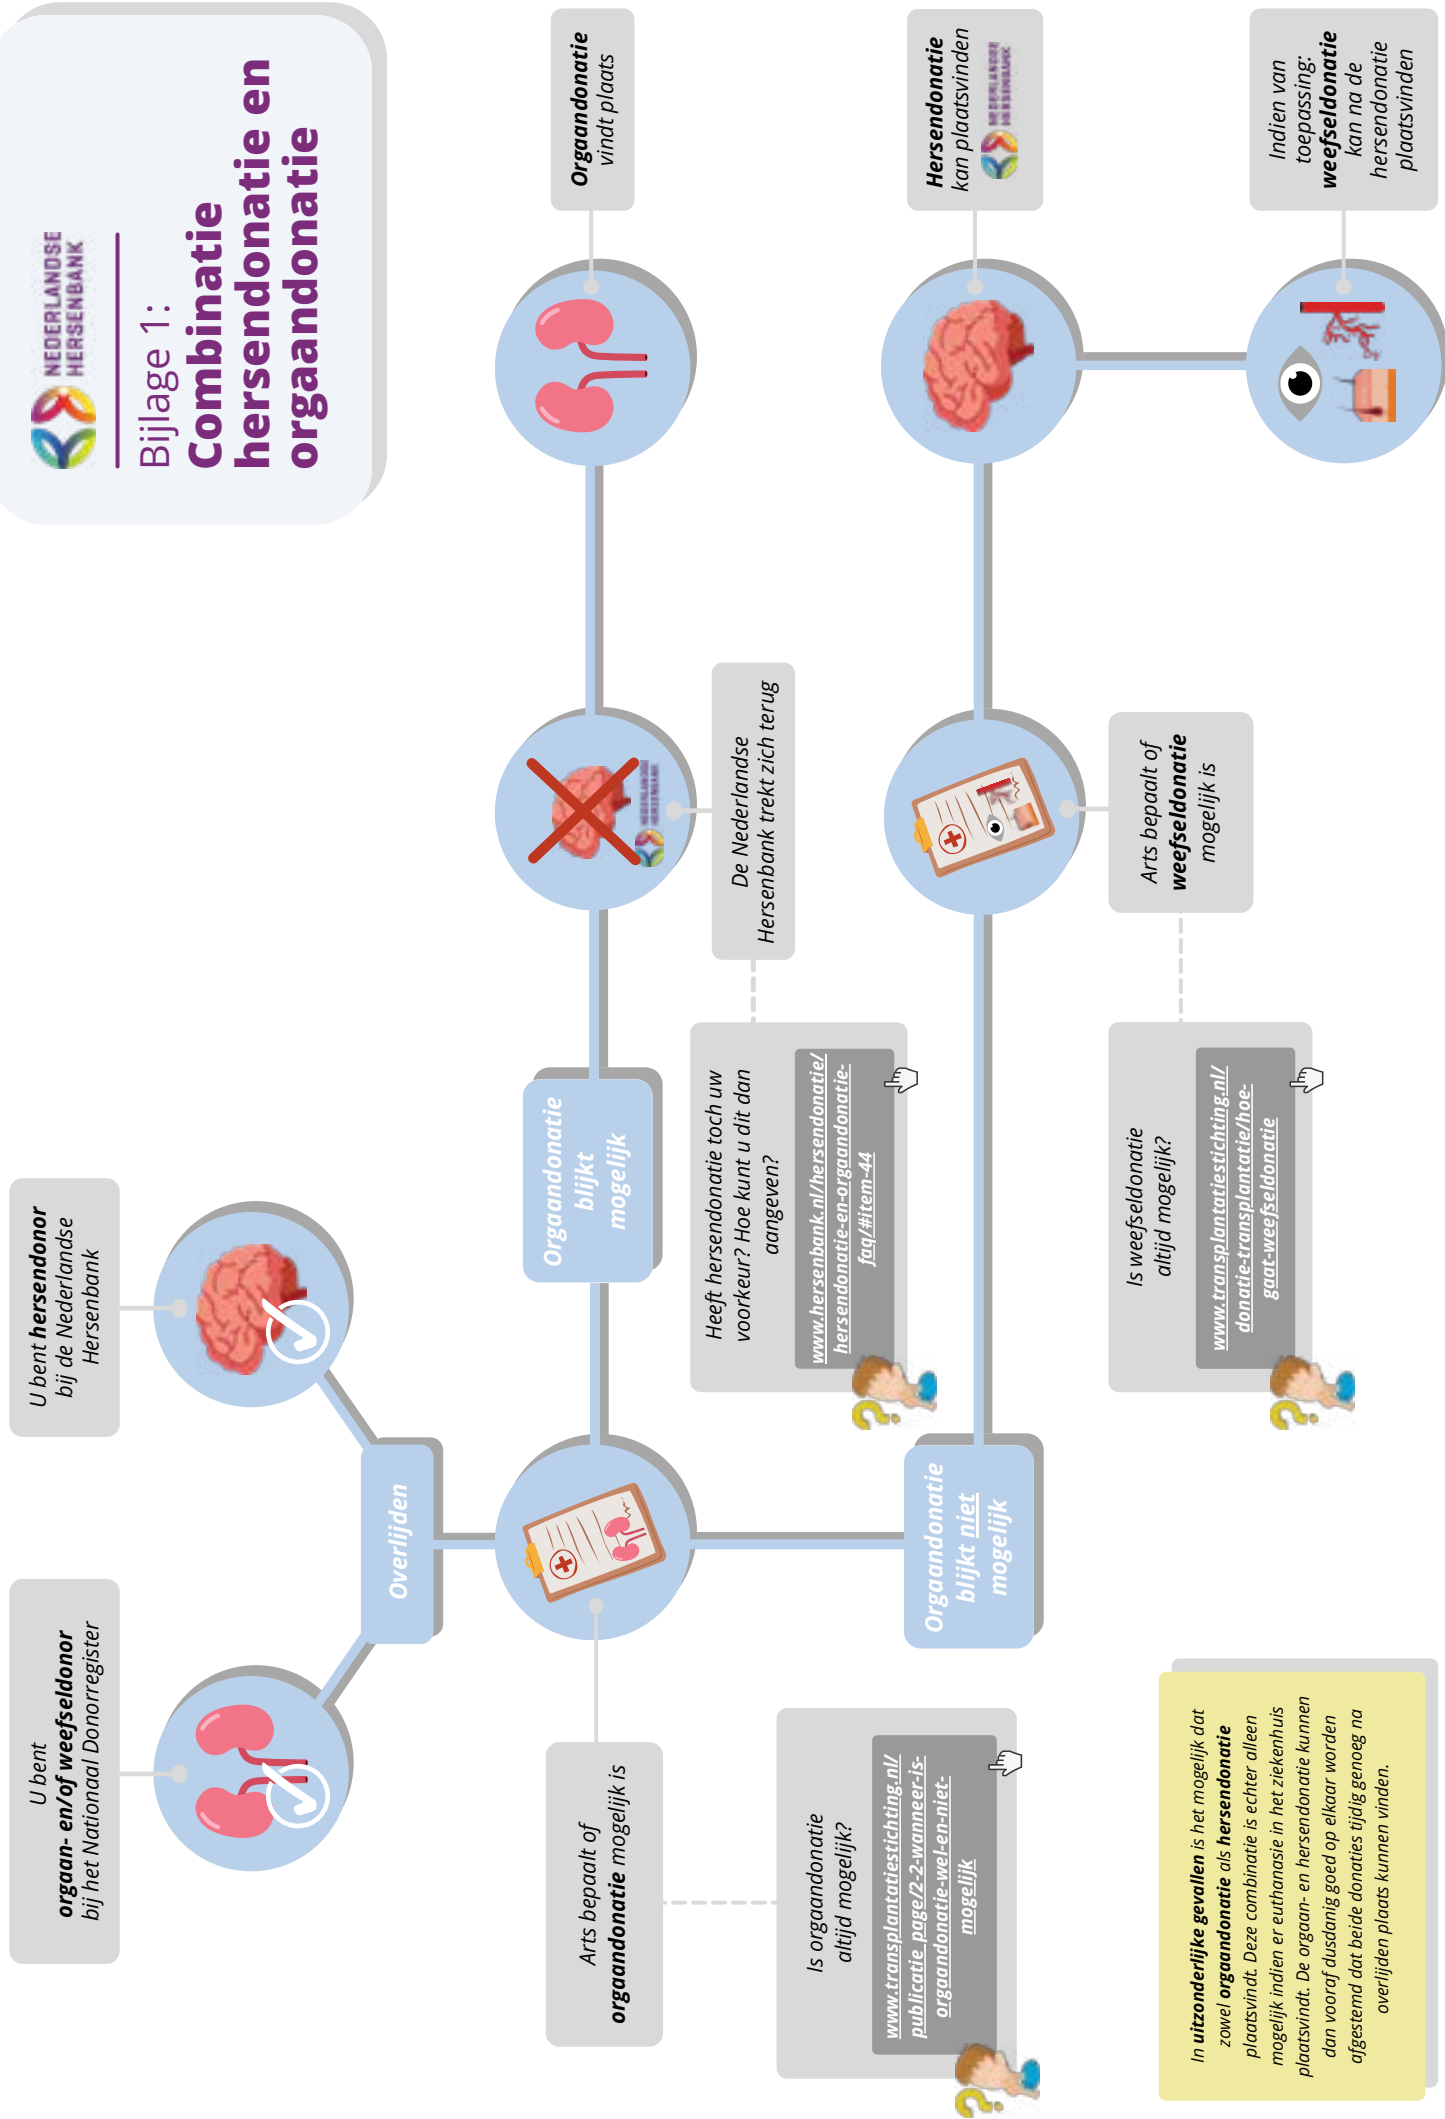 NEDERLANDSE
HERSENBANK
Bijlage 1:
Combinatie
hersendonatie en
orgaandonatie
U bent
orgaan- en/of weefseldonor
bij het Nationaal Donorregister
U bent hersendonor
bij de Nederlandse
Hersenbank
Overlijden
Arts bepaalt of
orgaandonatie mogelijk is
Is orgaandonatie
altijd mogelijk?
www.transplantatiestichting.nl/
publicatie_page/2-2-wanneer-is-
orgaandonatie-wel-en-niet-
mogelijk
Orgaandonatie
blijkt
mogelijk
NEDERLANDSE
HERSENBANK
De Nederlandse
Hersenbank trekt zich terug
Heeft hersendonatie toch uw
voorkeur? Hoe kunt u dit dan
aangeven?
www.hersenbank.nl/hersendonatie/
hersendonatie-en-orgaandonatie-
faq/#item-44
Orgaandonatie
vindt plaats
Orgaandonatie
blijkt niet
mogelijk
Arts bepaalt of
weefseldonatie
mogelijk is
Is weefseldonatie
altijd mogelijk?
www.transplantatiestichting.nl/
donatie-transplantatie/hoe-
gaat-weefseldonatie
Hersendonatie
kan plaatsvinden
NEDERLANDSE
HERSENBANK
Indien van
toepassing:
weefseldonatie
kan na de
hersendonatie
plaatsvinden
In uitzonderlijke gevallen is het mogelijk dat
zowel orgaandonatie als hersendonatie
plaatsvindt. Deze combinatie is echter alleen
mogelijk indien er euthanasie in het ziekenhuis
plaatsvindt. De orgaan- en hersendonatie kunnen
dan vooraf dusdanig goed op elkaar worden
afgestemd dat beide donaties tijdig genoeg na
overlijden plaats kunnen vinden.